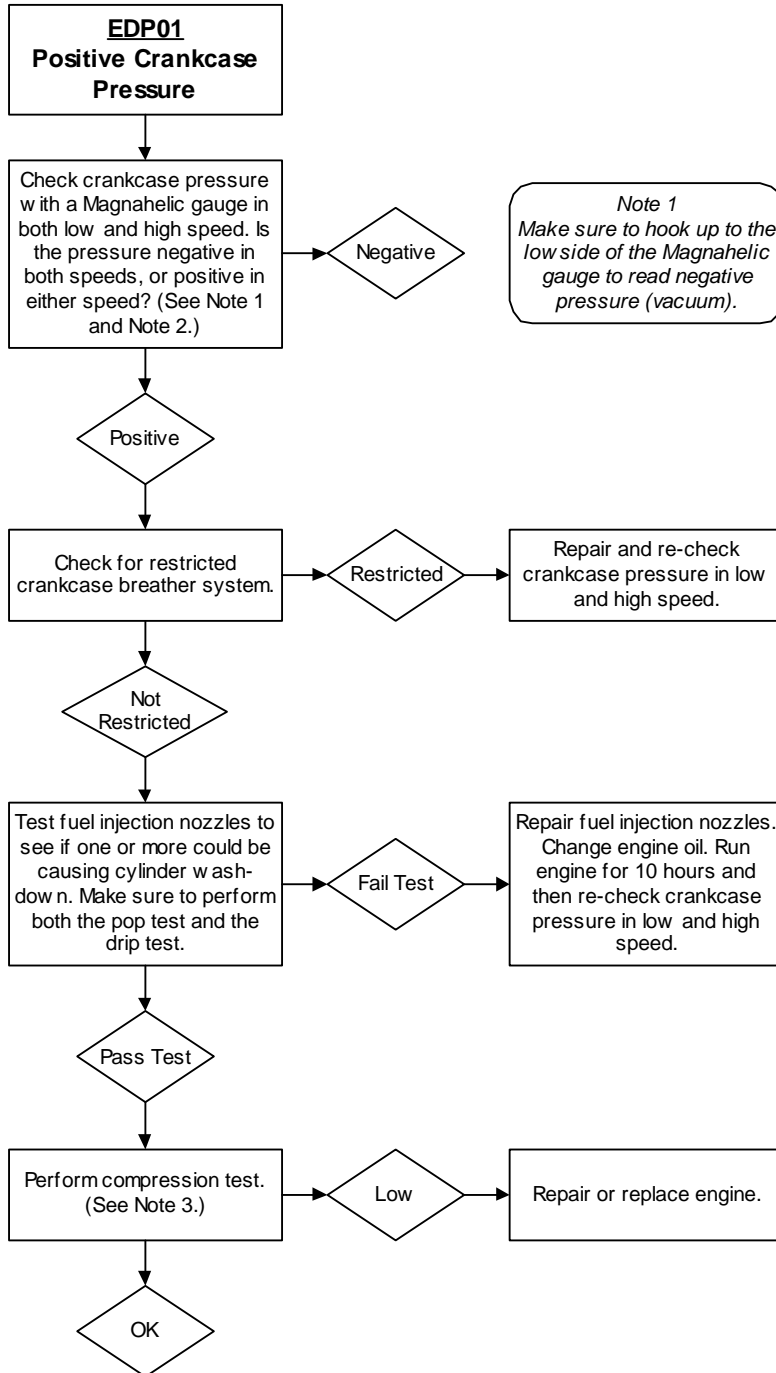 EDP01
Positive Crankcase
Pressure
Check crankcase pressure
with a Magnahelic gauge in
both low and high speed. Is
the pressure negative in
both speeds, or positive in
either speed? (See Note 1
and Note 2.)
Negative
Note 1
Make sure to hook up to the
low side of the Magnahelic
gauge to read negative
pressure (vacuum).
Positive
Check for restricted
crankcase breather system.
Restricted
Repair and re-check
crankcase pressure in low
and high speed.
Not
Restricted
Test fuel injection nozzles to
see if one or more could be
causing cylinder wash-
down. Make sure to perform
both the pop test and the
drip test.
Fail Test
Repair fuel injection nozzles.
Change engine oil. Run
engine for 10 hours and
then re-check crankcase
pressure in low and high
speed.
Pass Test
Perform compression test.
(See Note 3.)
Low
Repair or replace engine.
OK